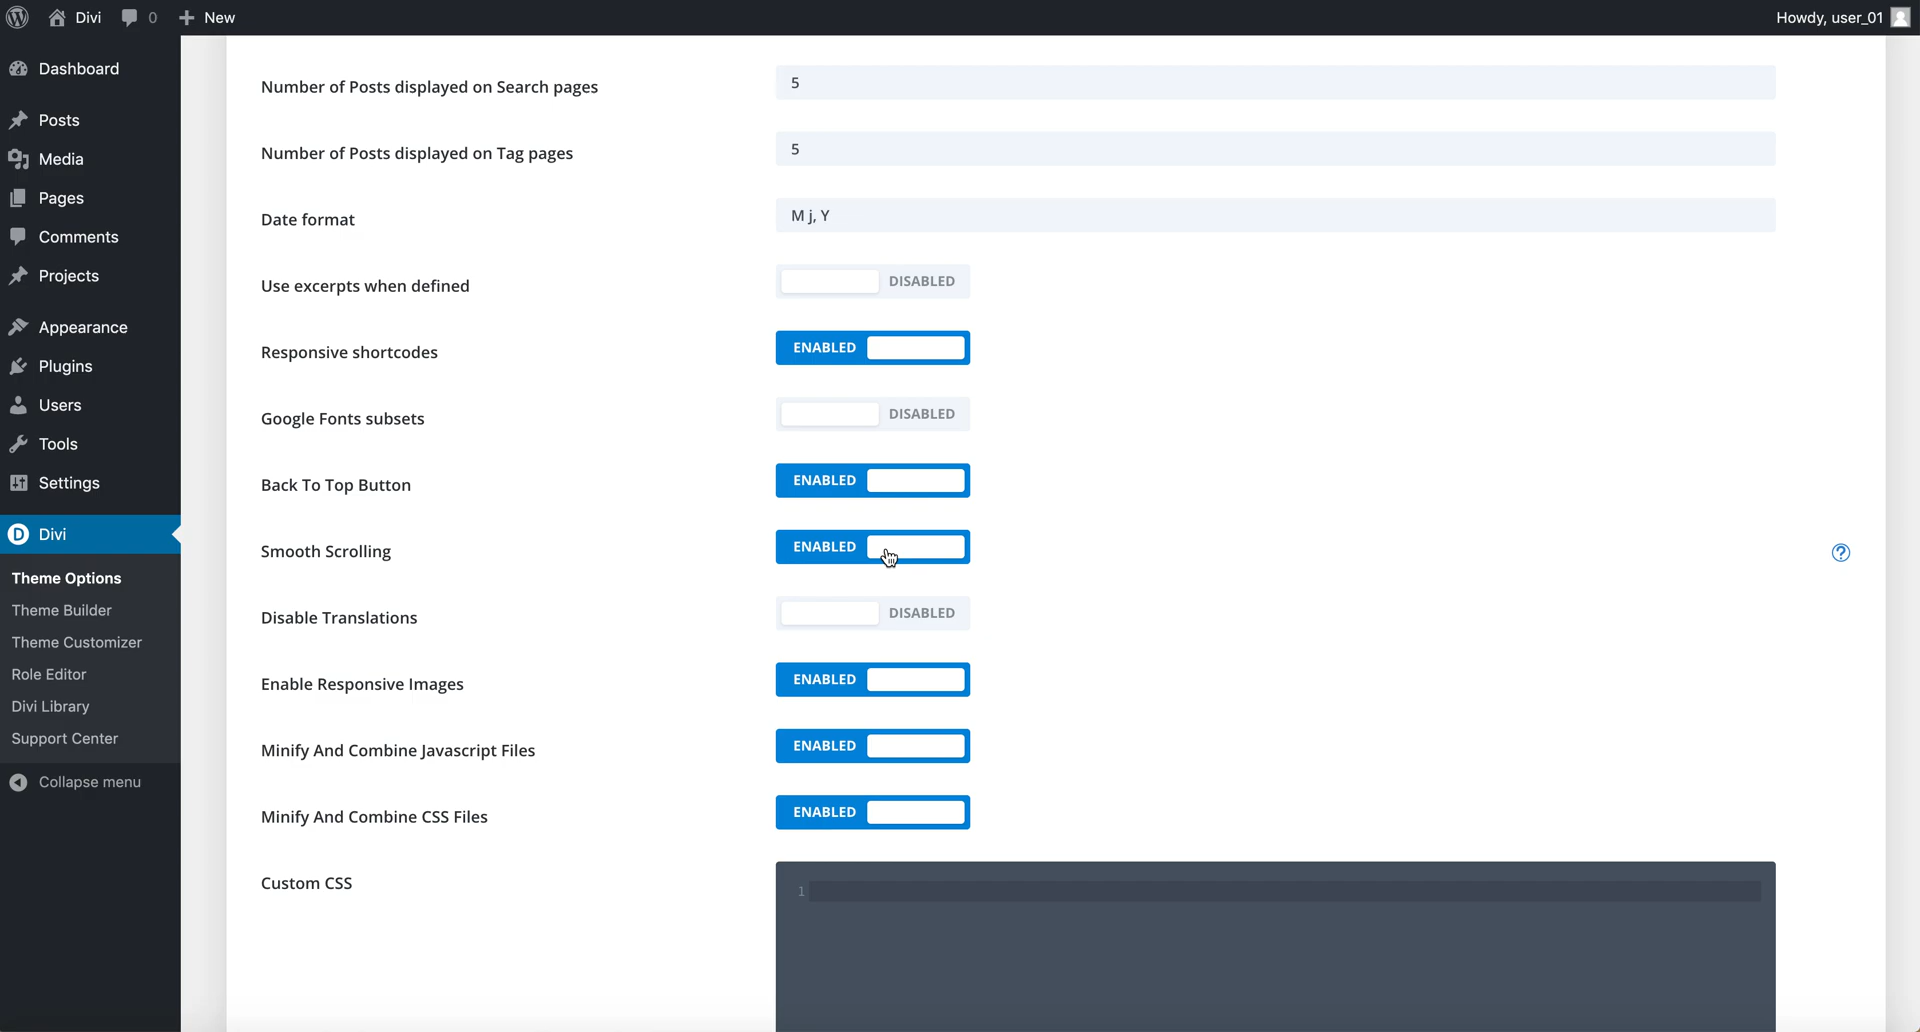 Divi
0
New
Howdy, user_01
Dashboard
Posts
Media
Pages
Comments
Projects
Appearance
Plugins
Users
Tools
Settings
D Divi
Theme Options
Theme Builder
Theme Customizer
Role Editor
Divi Library
Support Center
Collapse menu
Number of Posts displayed on Search pages
5
Number of Posts displayed on Tag pages
5
Date format
M j, Y
Use excerpts when defined
DISABLED
Responsive shortcodes
ENABLED
Google Fonts subsets
DISABLED
Back To Top Button
ENABLED
Smooth Scrolling
ENABLED
?
Disable Translations
DISABLED
Enable Responsive Images
ENABLED
Minify And Combine Javascript Files
ENABLED
Minify And Combine CSS Files
ENABLED
Custom CSS
1